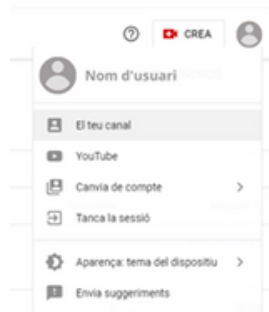 CREA
Nom d'usuari
El teu canal
YouTube
Canvia de compte
Tanca la sessió
Aparença: tema del dispositiu
Envia suggeriments